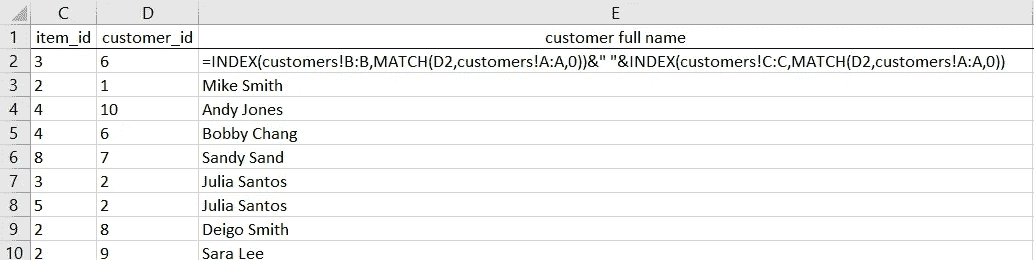 C D E
1 item_id customer_id customer full name
2 3 6 =INDEX(customers!B:B,MATCH(D2,customers!A:A,0))&" "&INDEX(customers!C:C,MATCH(D2,customers!A:A,0))
3 2 1 Mike Smith
4 4 10 Andy Jones
5 4 6 Bobby Chang
6 8 7 Sandy Sand
7 3 2 Julia Santos
8 5 2 Julia Santos
9 2 8 Deigo Smith
10 2 9 Sara Lee